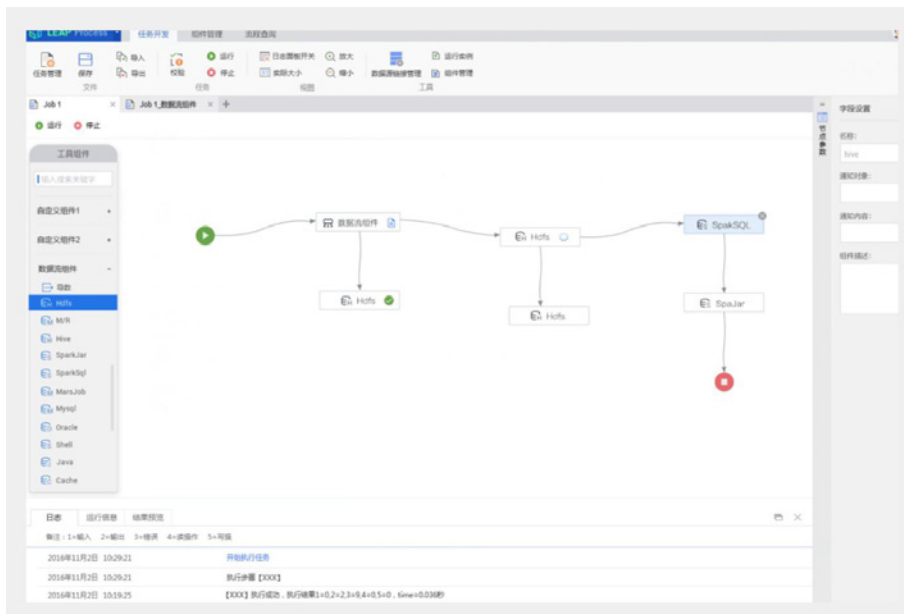 LEAP Process 任务开发 组件管理 流程查询
任务管理 保存 导入 导出 校验 运行 停止 日志面板开关 实际大小 放大 缩小 数据源链接管理 运行实例 组件管理
文件 任务 视图 工具
Job 1 × Job 1_数据流组件 × +
运行 停止
工具组件
输入搜索关键字
自定义组件1 +
自定义组件2 +
数据流组件 -
导数
Hdfs
M/R
Hive
SparkJar
SparkSql
MarsJob
Mysql
Oracle
Shell
Java
Cache
数据流组件
Hdfs
Hdfs
Hdfs
SpakSQL
SpaJar
节点参数
字段设置
名称:
hive
通知对象:
通知内容:
组件描述:
日志 运行信息 结果预览
备注：1=输入 2=输出 3=错误 4=读操作 5=写操
2016年11月2日 10:29:21 开始执行任务
2016年11月2日 10:29:21 执行步骤【XXX】
2016年11月2日 10:19:25 【XXX】执行成功，执行结果1=0,2=2,3=9,4=0,5=0，time=0.036秒